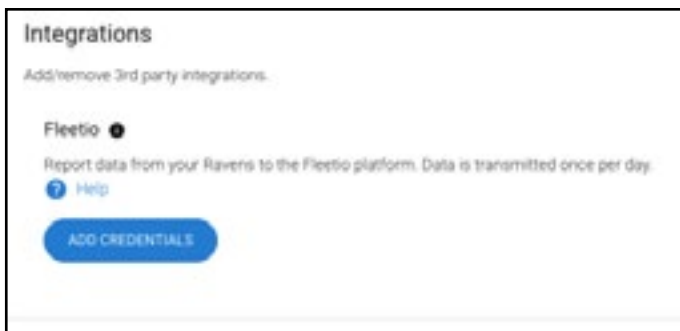 Integrations
Add/remove 3rd party integrations.
Fleetio
Report data from your Ravens to the Fleetio platform. Data is transmitted once per day.
Help
ADD CREDENTIALS